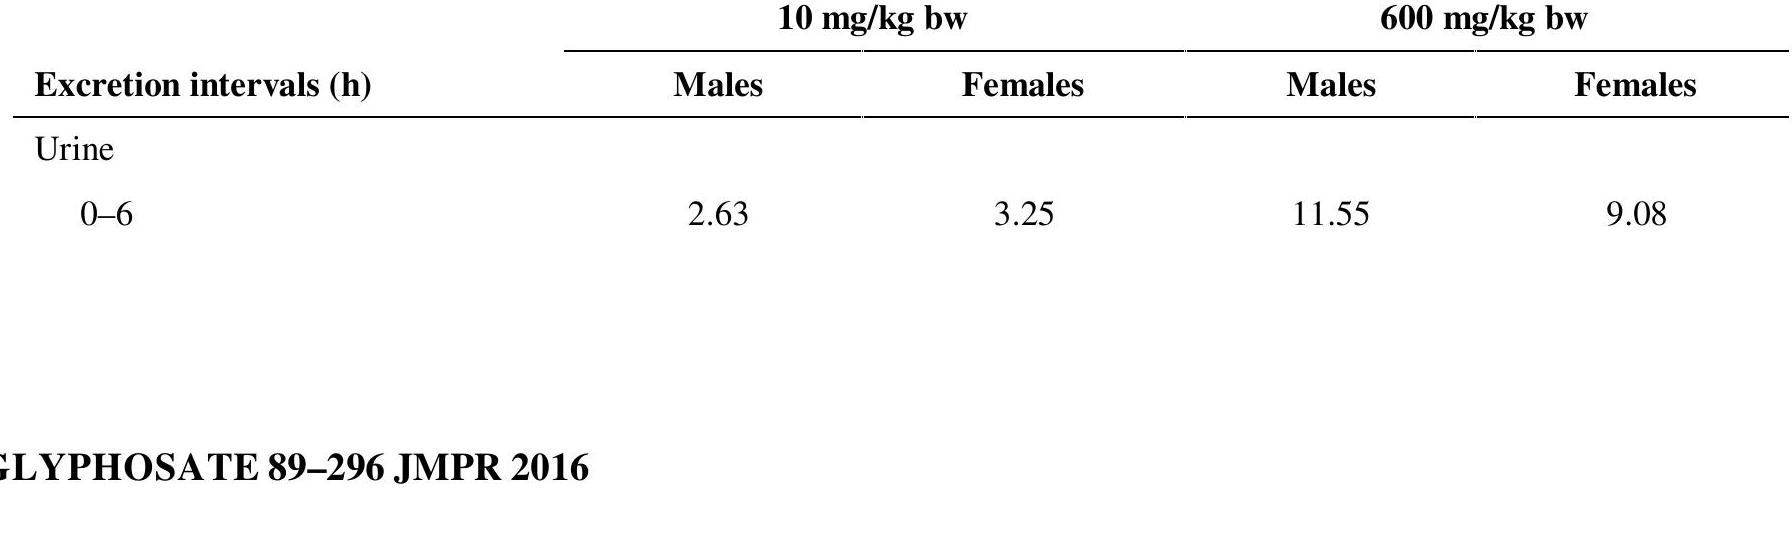 10 mg/kg bw 600 mg/kg bw
Excretion intervals (h) Males Females Males Females
Urine
0–6 2.63 3.25 11.55 9.08
GLYPHOSATE 89–296 JMPR 2016